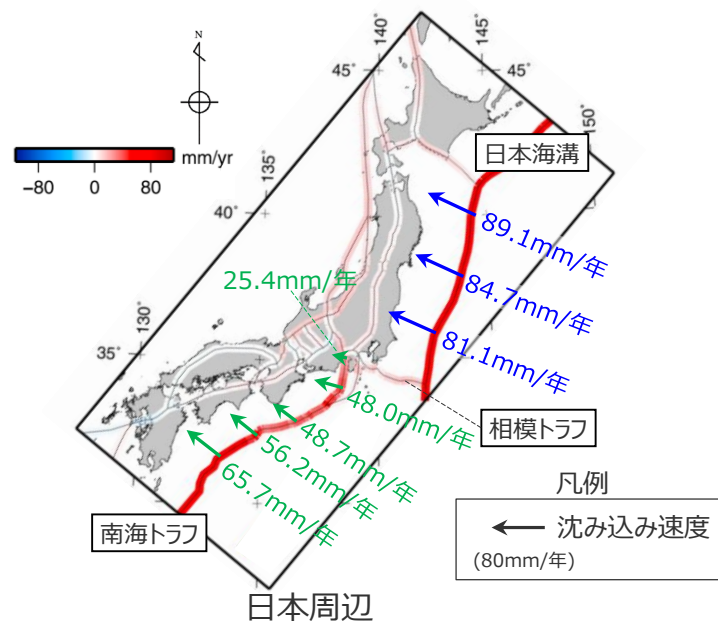 N
140
145
45°
45°
日本海溝
150
mm/yr
−80
0
80
135
40°
89.1mm/年
25.4mm/年
84.7mm/年
130
81.1mm/年
35°
48.0mm/年
相模トラフ
48.7mm/年
56.2mm/年
65.7mm/年
南海トラフ
凡例
沈み込み速度
(80mm/年)
日本周辺